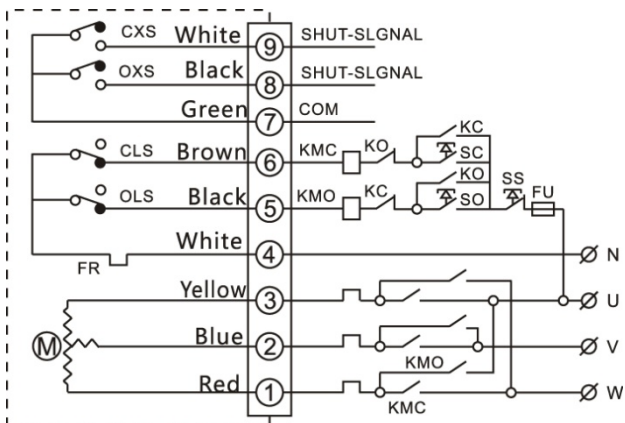 CXS White 9 SHUT-SLGNAL
OXS Black 8 SHUT-SLGNAL
Green 7 COM
KC
CLS Brown 6 KMC KO SC
KO SS FU
OLS Black 5 KMO KC SO
White 4 N
FR
Yellow 3 U
M Blue 2 V
KMO
Red 1 W
KMC